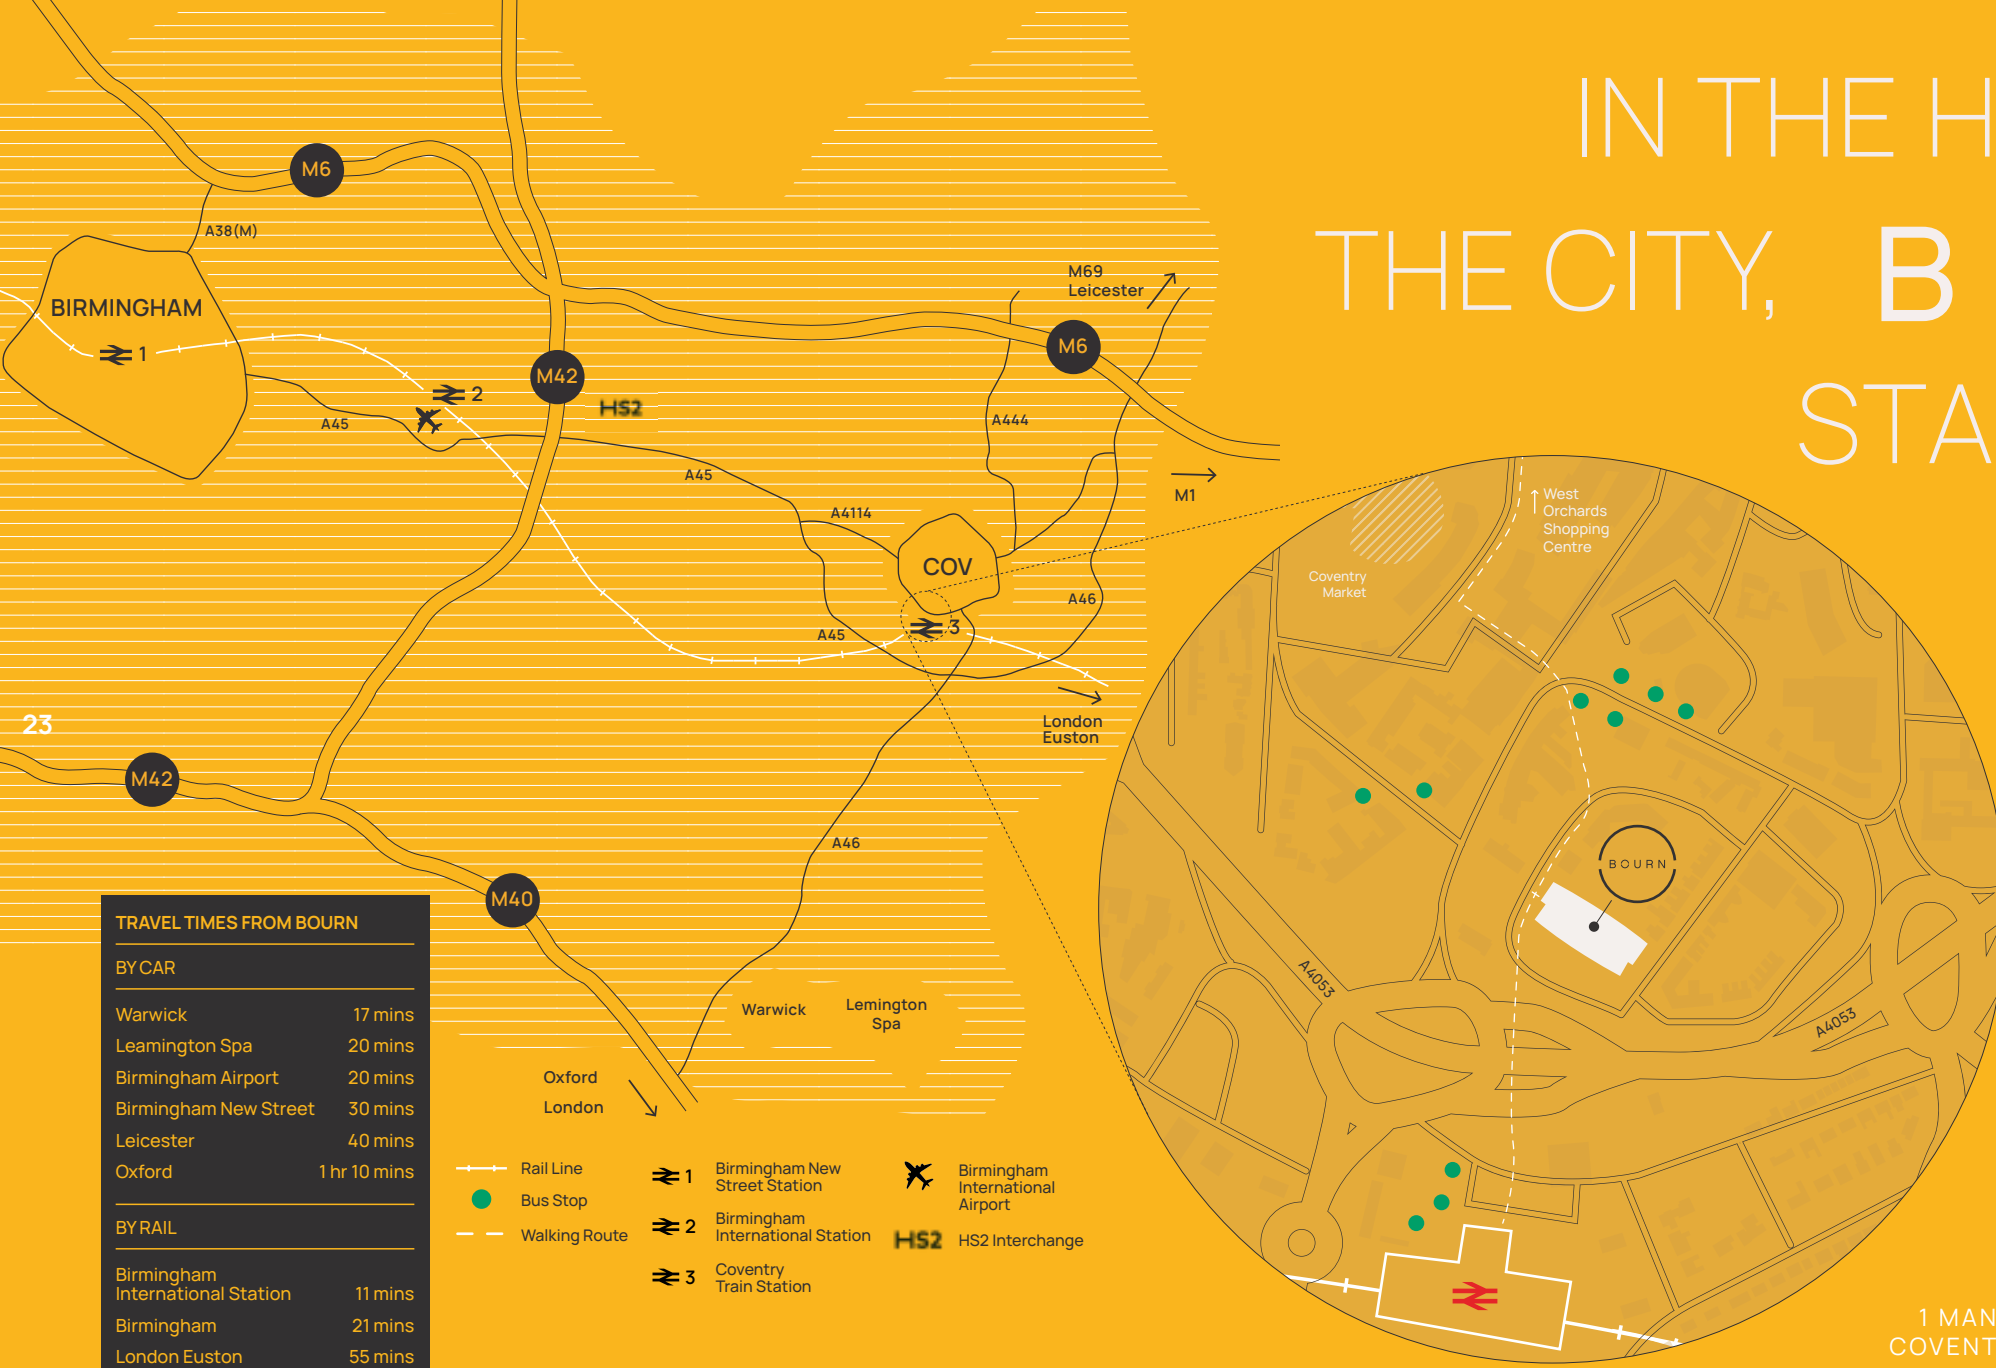 IN THE H
THE CITY, B
STA
M6
A38(M)
BIRMINGHAM
1
2
A45
M42
HS2
M69
Leicester
M6
A444
M1
A45
A4114
COV
A46
3
A45
London
Euston
23
M42
A46
M40
Warwick
Lemington
Spa
Oxford
London
West
Orchards
Shopping
Centre
Coventry
Market
BOURN
A4053
A4053
TRAVEL TIMES FROM BOURN
BY CAR
Warwick 17 mins
Leamington Spa 20 mins
Birmingham Airport 20 mins
Birmingham New Street 30 mins
Leicester 40 mins
Oxford 1 hr 10 mins
BY RAIL
Birmingham
International Station 11 mins
Birmingham 21 mins
London Euston 55 mins
Rail Line
Bus Stop
Walking Route
1 Birmingham New
Street Station
2 Birmingham
International Station
3 Coventry
Train Station
Birmingham
International
Airport
HS2 HS2 Interchange
1 MAN
COVENT